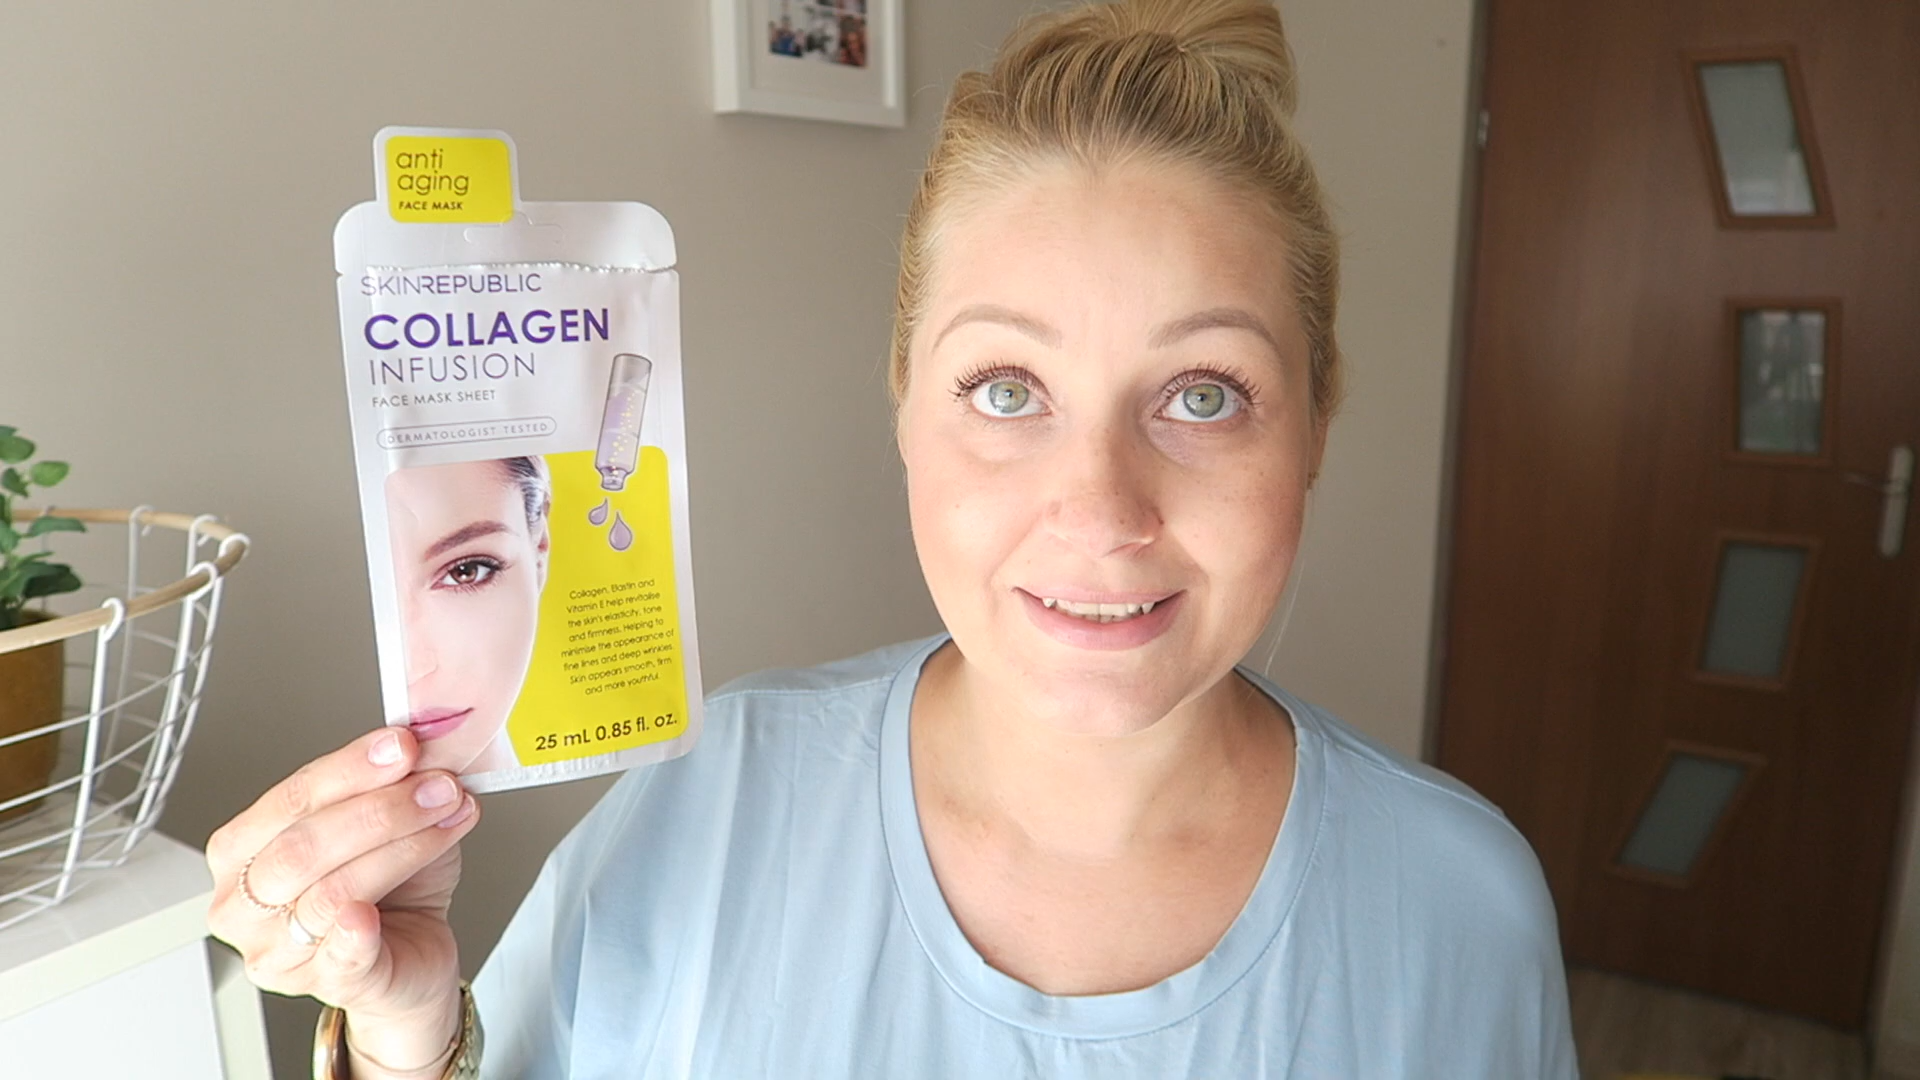 anti
aging
FACE MASK
SKINREPUBLIC
COLLAGEN
INFUSION
FACE MASK SHEET
DERMATOLOGIST TESTED
Collagen, Elastin and
Vitamin E help revitalise
the skin's elasticity, tone
and firmness. Helping to
minimise the appearance of
fine lines and deep wrinkles.
Skin appears smooth, firm
and more youthful.
25 mL 0.85 fl. oz.